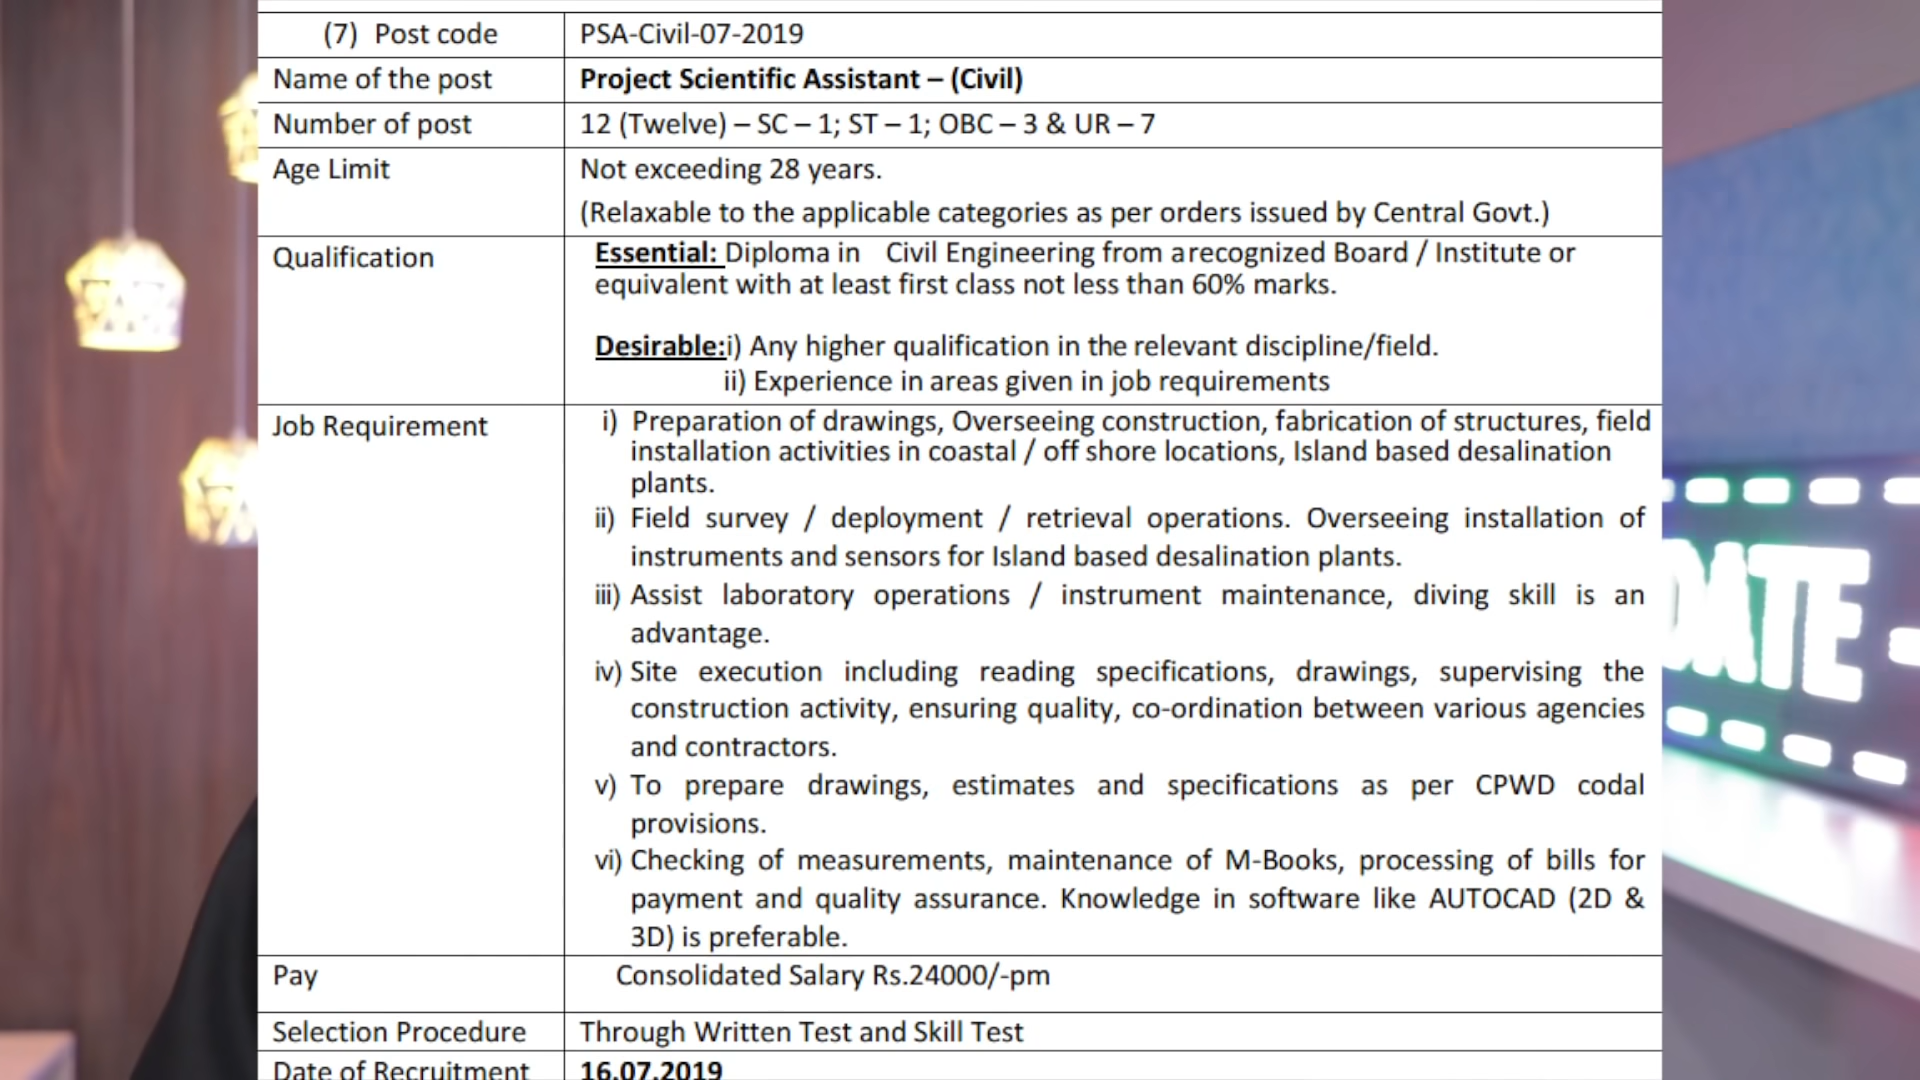 (7) Post code PSA-Civil-07-2019
Name of the post Project Scientific Assistant – (Civil)
Number of post 12 (Twelve) – SC – 1; ST – 1; OBC – 3 & UR – 7
Age Limit Not exceeding 28 years.
(Relaxable to the applicable categories as per orders issued by Central Govt.)
Qualification Essential: Diploma in Civil Engineering from a recognized Board / Institute or
equivalent with at least first class not less than 60% marks.
Desirable:i) Any higher qualification in the relevant discipline/field.
ii) Experience in areas given in job requirements
Job Requirement i) Preparation of drawings, Overseeing construction, fabrication of structures, field
installation activities in coastal / off shore locations, Island based desalination
plants.
ii) Field survey / deployment / retrieval operations. Overseeing installation of
instruments and sensors for Island based desalination plants.
iii) Assist laboratory operations / instrument maintenance, diving skill is an
advantage.
iv) Site execution including reading specifications, drawings, supervising the
construction activity, ensuring quality, co-ordination between various agencies
and contractors.
v) To prepare drawings, estimates and specifications as per CPWD codal
provisions.
vi) Checking of measurements, maintenance of M-Books, processing of bills for
payment and quality assurance. Knowledge in software like AUTOCAD (2D &
3D) is preferable.
Pay Consolidated Salary Rs.24000/-pm
Selection Procedure Through Written Test and Skill Test
Date of Recruitment 16.07.2019